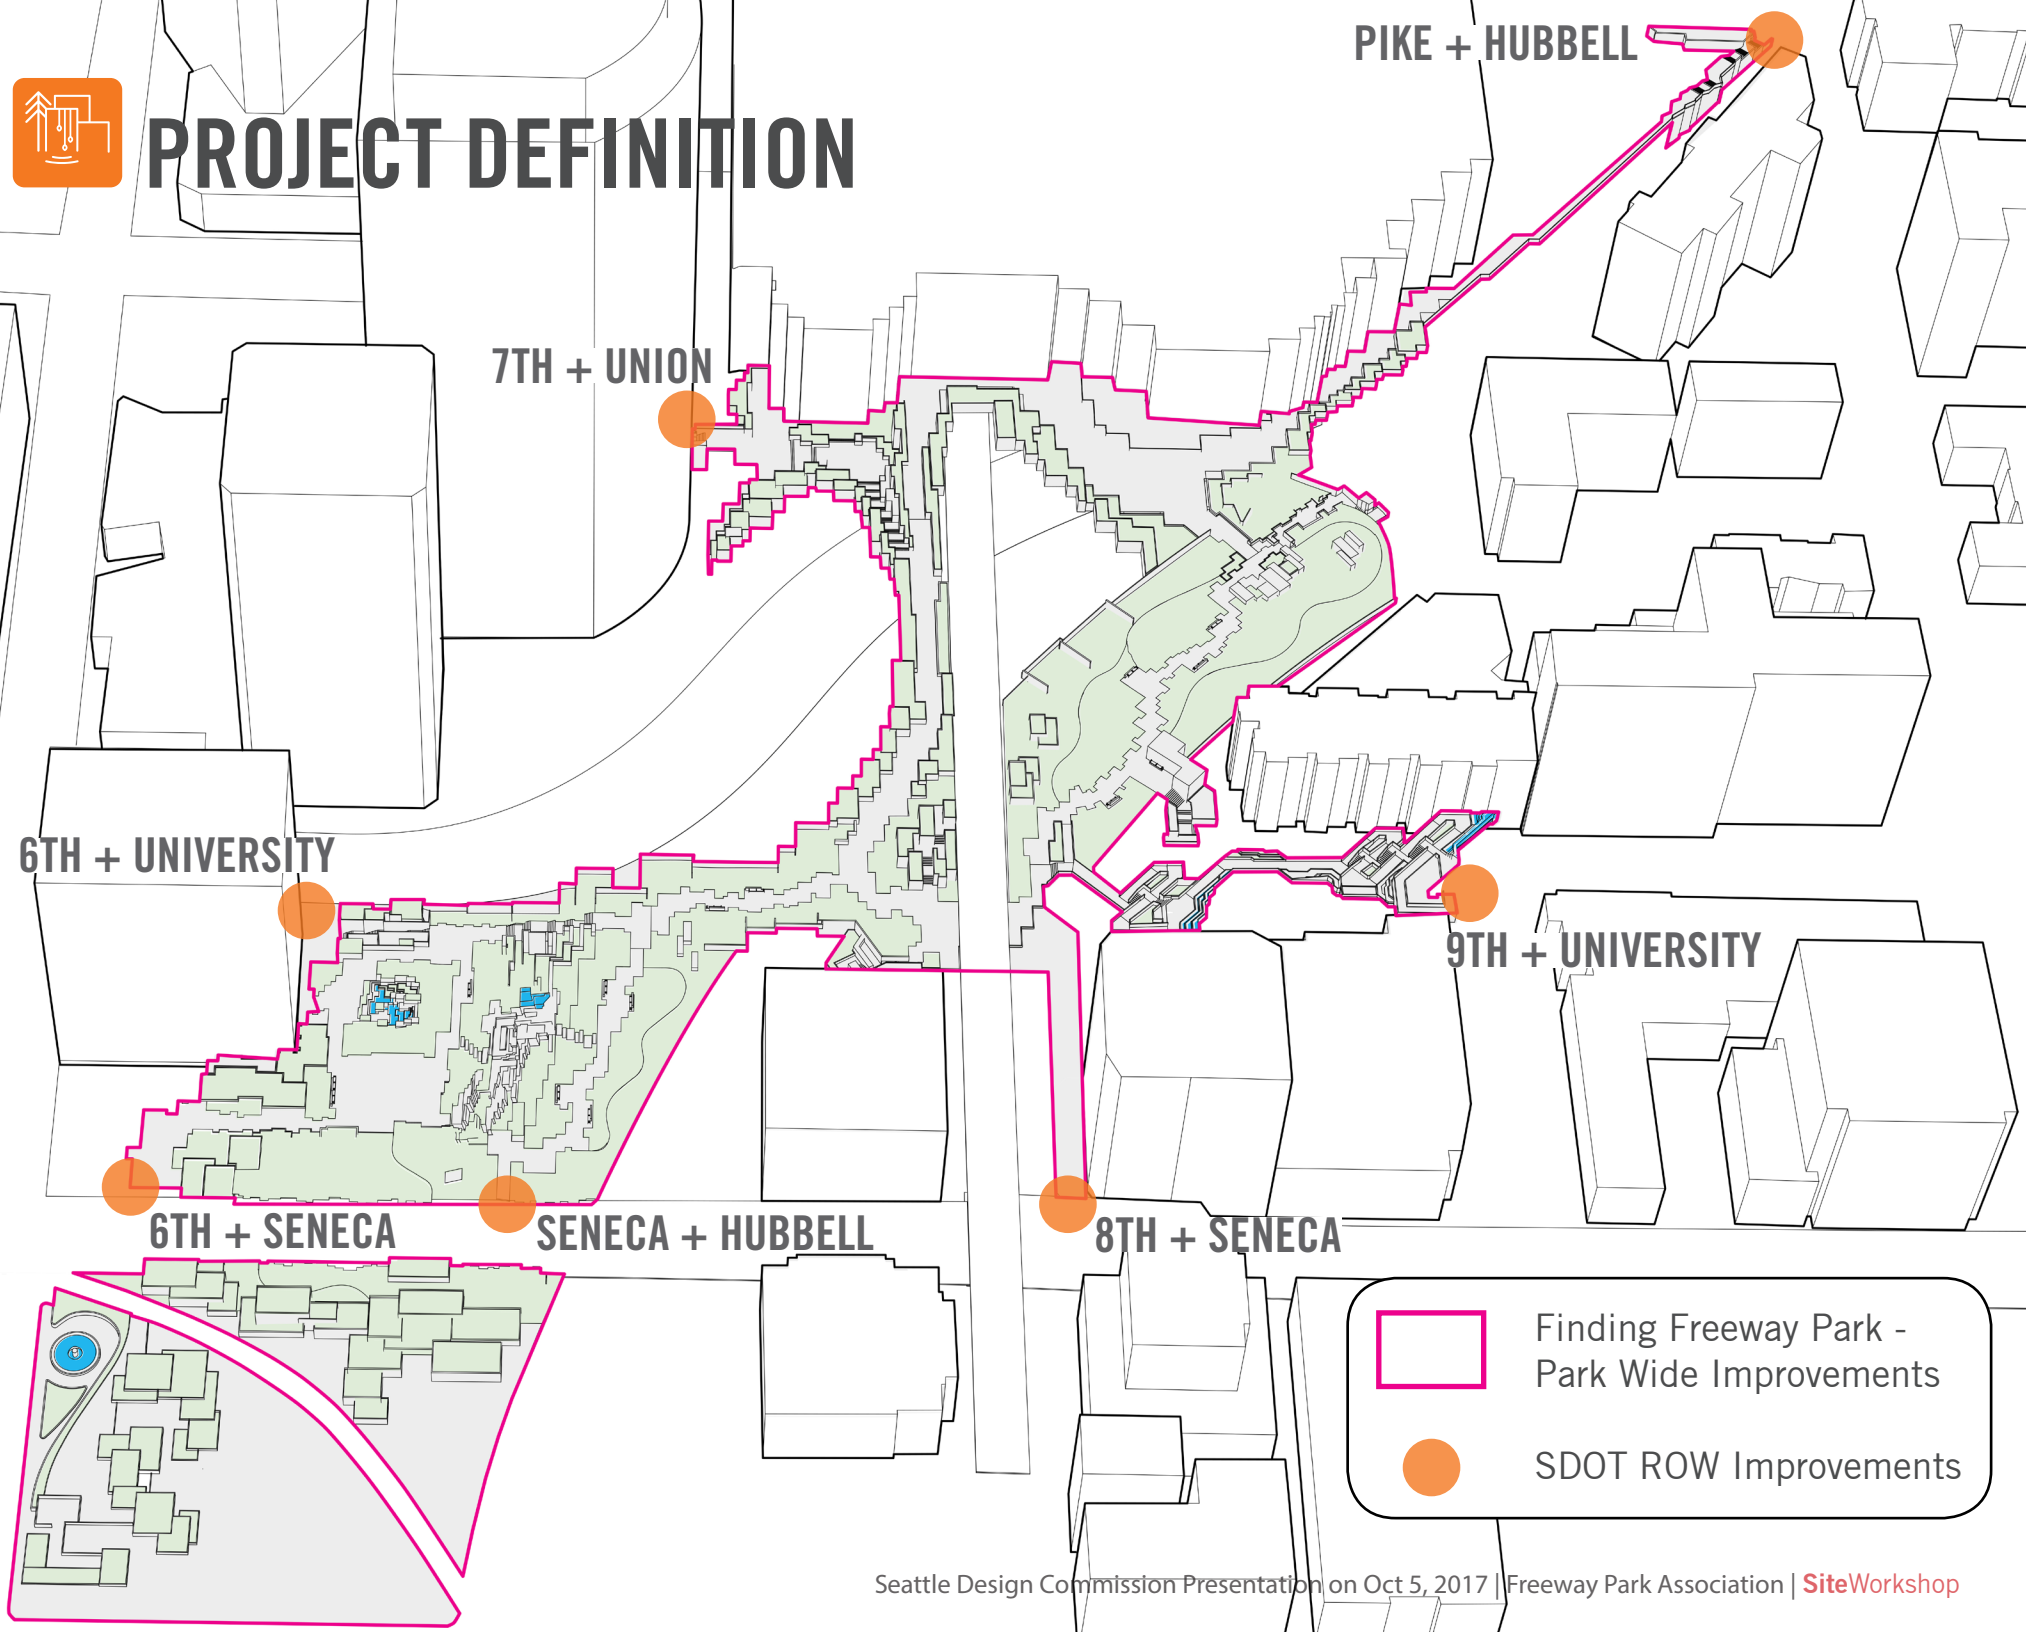 PIKE + HUBBELL
PROJECT DEFINITION
7TH + UNION
6TH + UNIVERSITY
9TH + UNIVERSITY
6TH + SENECA
SENECA + HUBBELL
8TH + SENECA
Finding Freeway Park -
Park Wide Improvements
SDOT ROW Improvements
Seattle Design Commission Presentation on Oct 5, 2017 | Freeway Park Association | SiteWorkshop